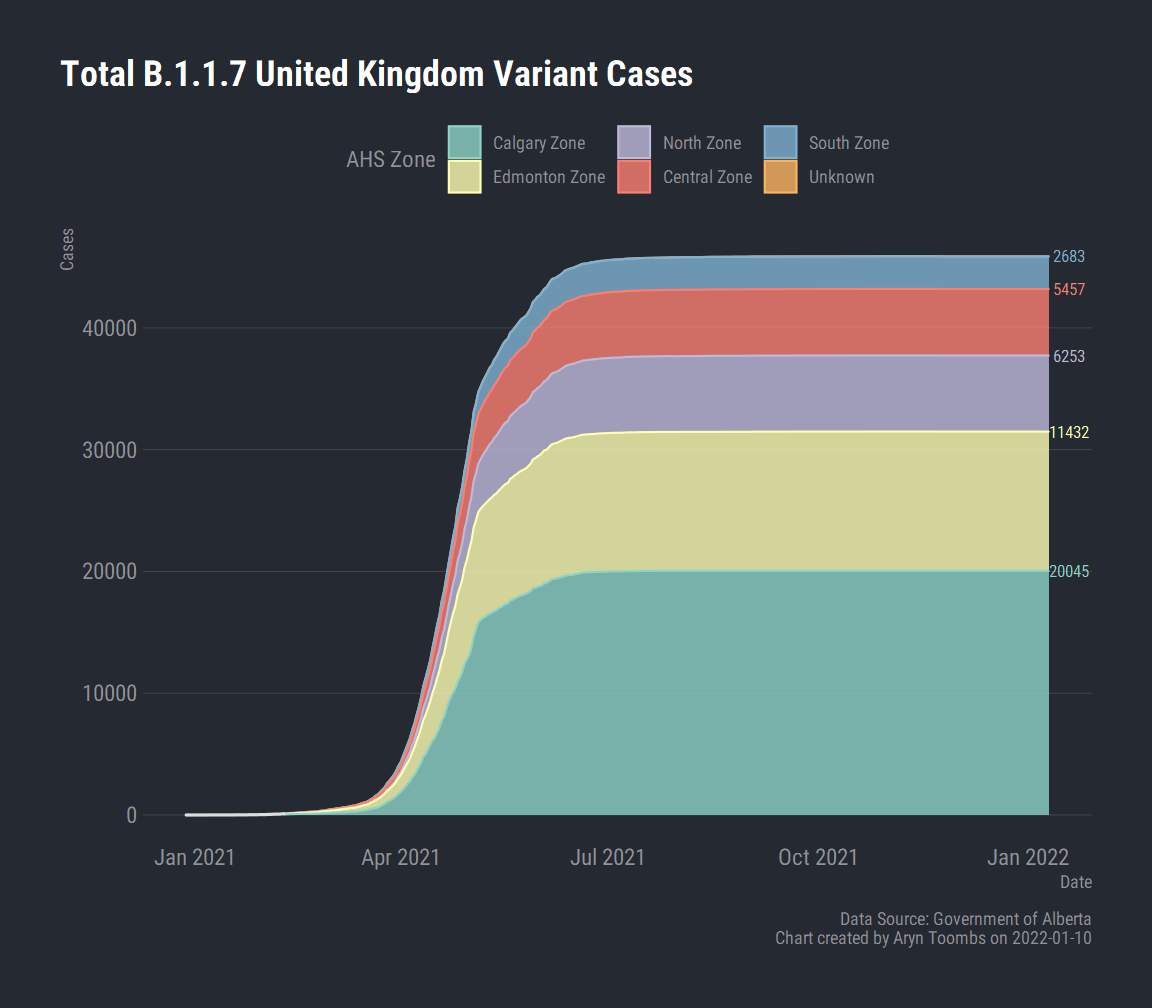 Total B.1.1.7 United Kingdom Variant Cases
AHS Zone
Calgary Zone North Zone South Zone
Edmonton Zone Central Zone Unknown
Cases
2683
5457
40000
6253
11432
30000
20000
20045
10000
0
Jan 2021 Apr 2021 Jul 2021 Oct 2021 Jan 2022
Date
Data Source: Government of Alberta
Chart created by Aryn Toombs on 2022-01-10